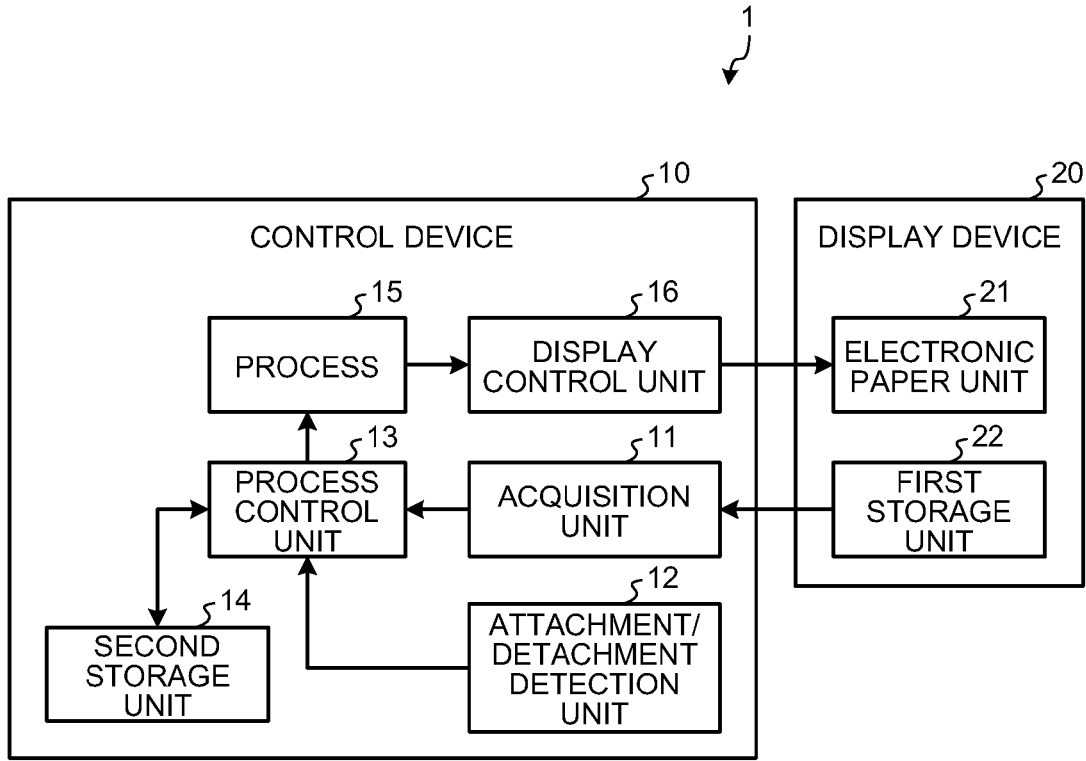 1
10
20
CONTROL DEVICE
DISPLAY DEVICE
15
16
21
PROCESS
DISPLAY
CONTROL UNIT
ELECTRONIC
PAPER UNIT
13
11
22
PROCESS
CONTROL
UNIT
ACQUISITION
UNIT
FIRST
STORAGE
UNIT
14
12
SECOND
STORAGE
UNIT
ATTACHMENT/
DETACHMENT
DETECTION
UNIT